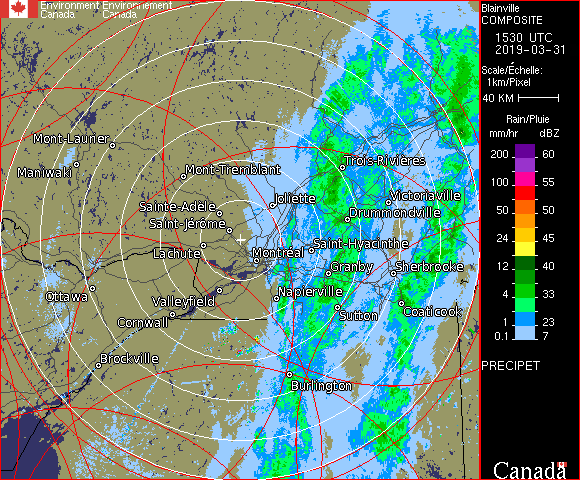 Environment Environnement
Canada Canada
Blainville
COMPOSITE
1530 UTC
2019-03-31
Scale/Échelle:
1km/Pixel
40 KM
Rain/Pluie
mm/hr dBZ
200 60
100 55
50 50
24 45
12 40
4 33
1 23
0.1 7
PRECIPET
Canada
Mont-Laurier
Maniwaki
Mont-Tremblant
Trois-Rivières
Sainte-Adele
Joliette
Victoriaville
Saint-Jérome
Drummondville
Lachute
Montréal
Saint-Hyacinthe
Granby
Sherbrooke
Ottawa
Valleyfield
Napierville
Cornwall
Sutton
Coaticook
Brockville
Burlington